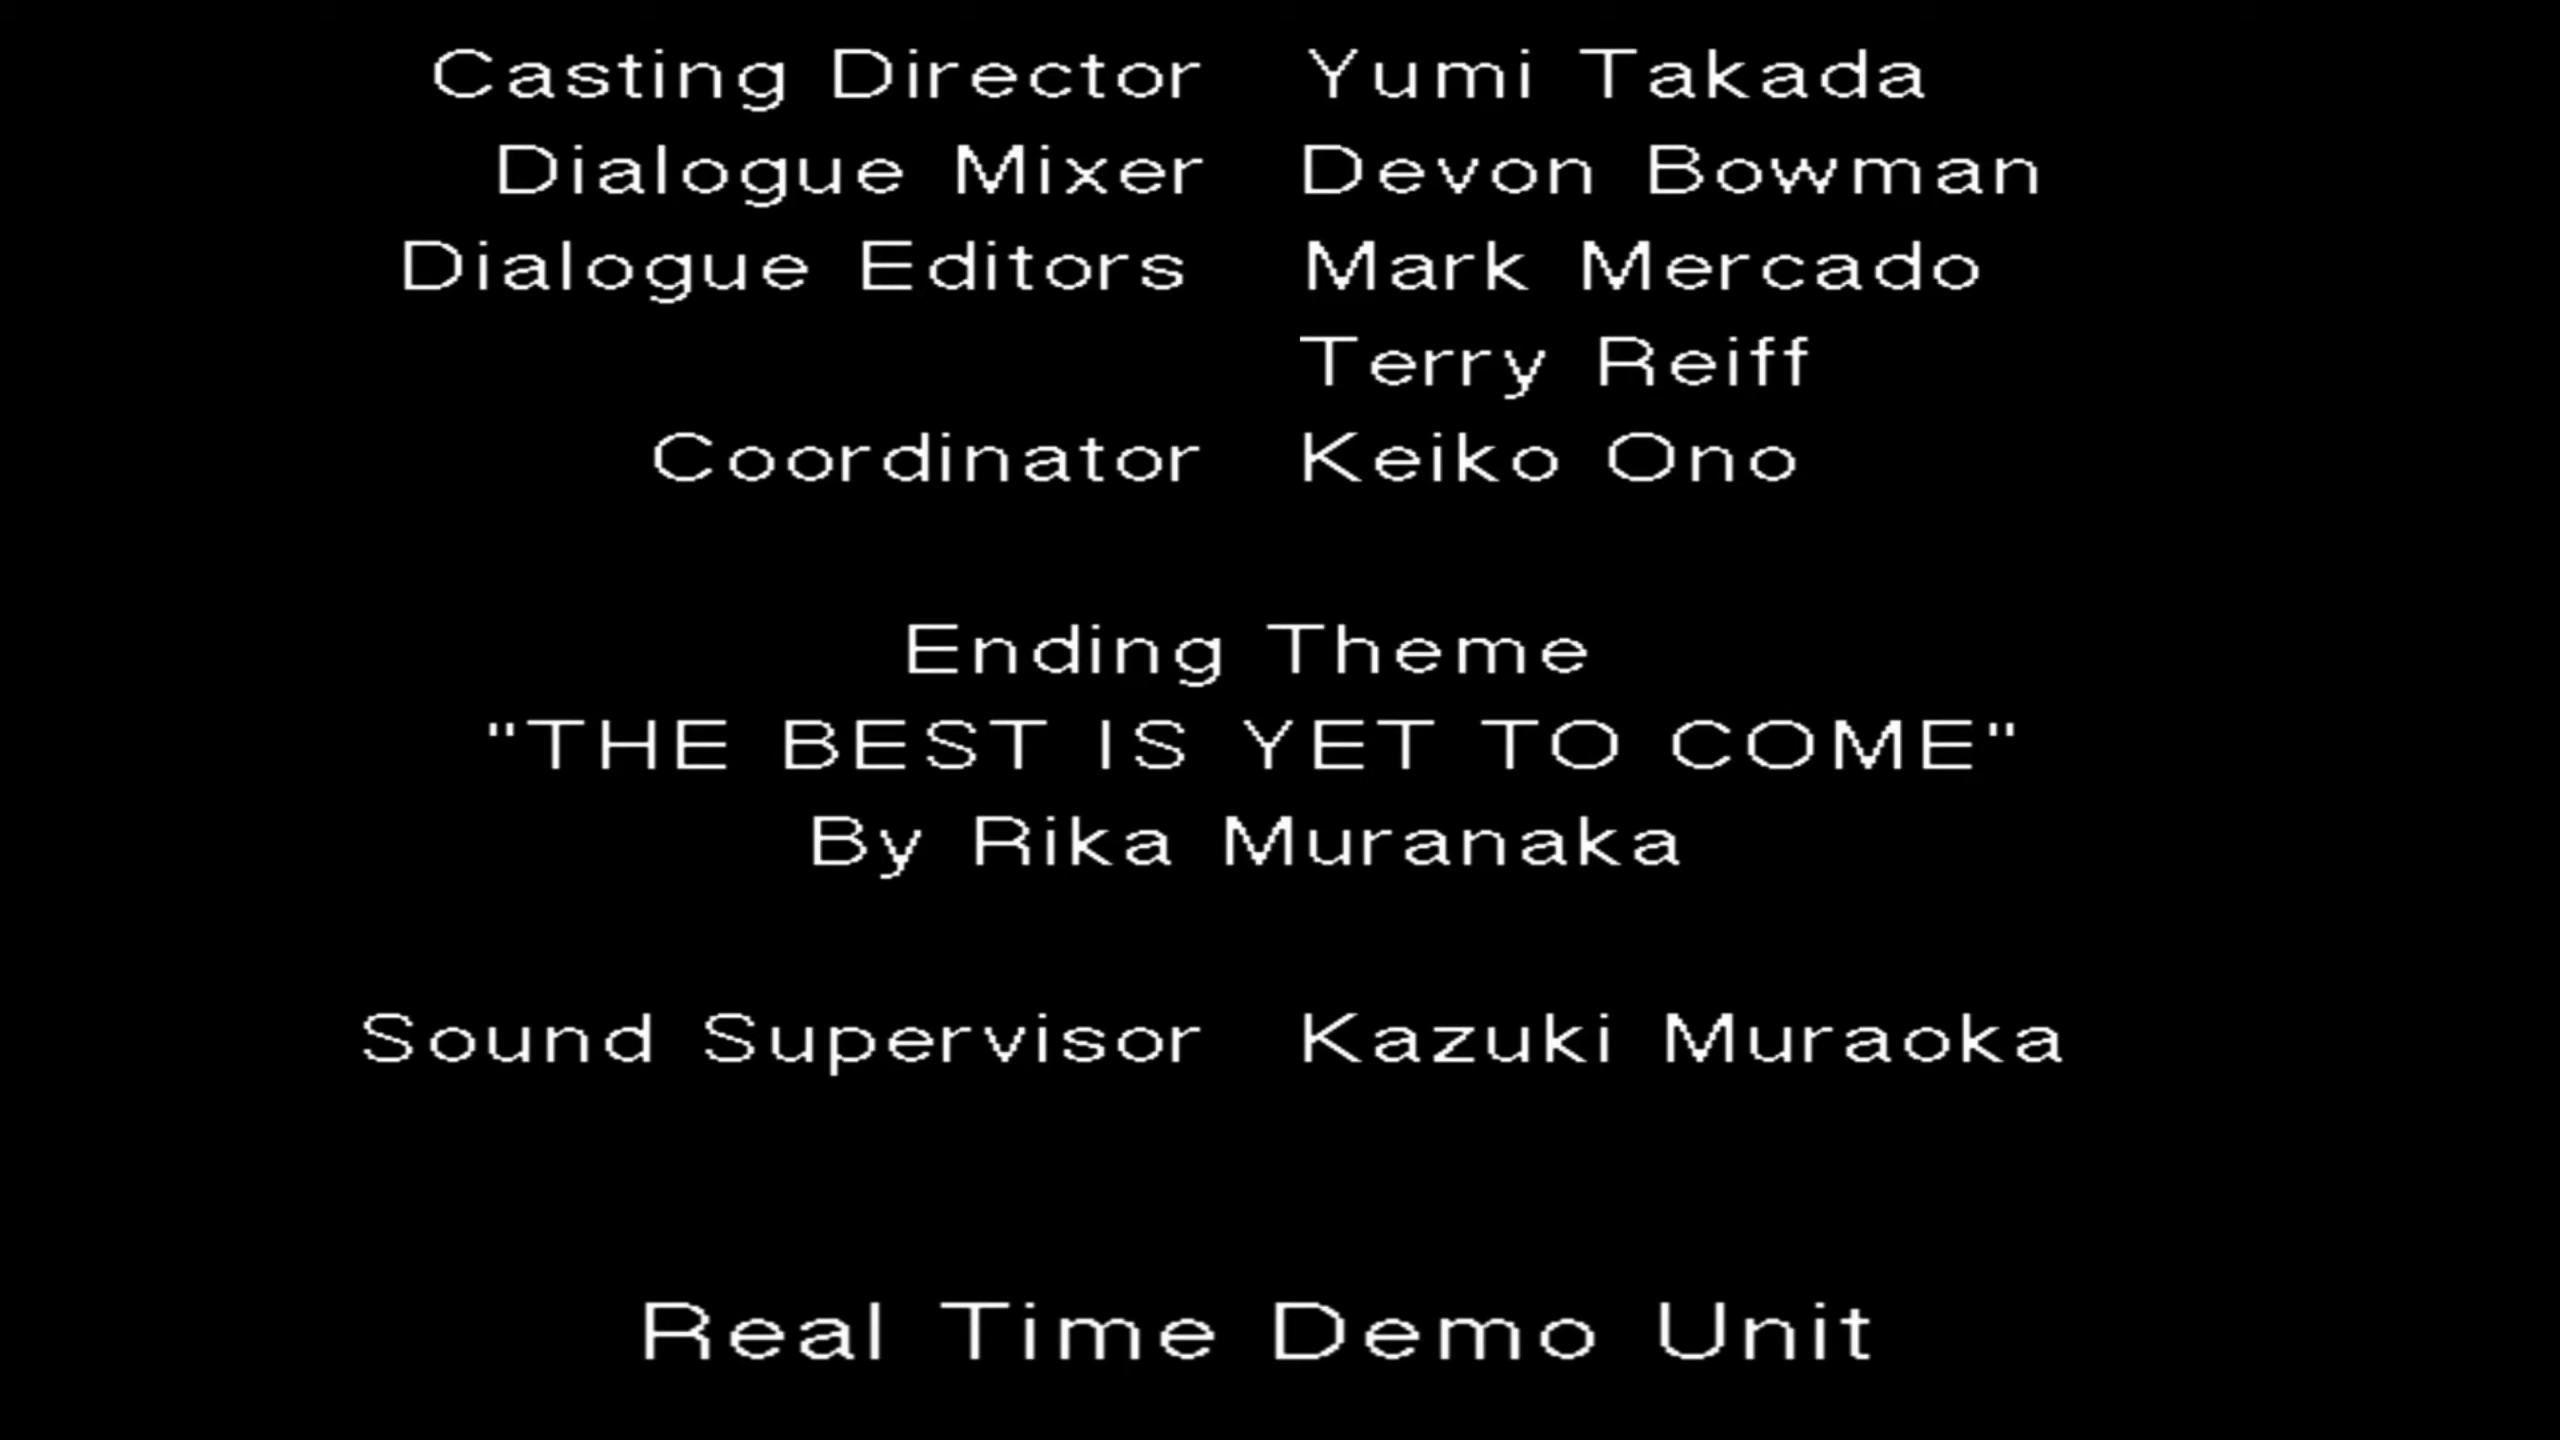 Casting Director Yumi Takada
Dialogue Mixer Devon Bowman
Dialogue Editors Mark Mercado
Terry Reiff
Coordinator Keiko Ono
Ending Theme
"THE BEST IS YET TO COME"
By Rika Muranaka
Sound Supervisor Kazuki Muraoka
Real Time Demo Unit